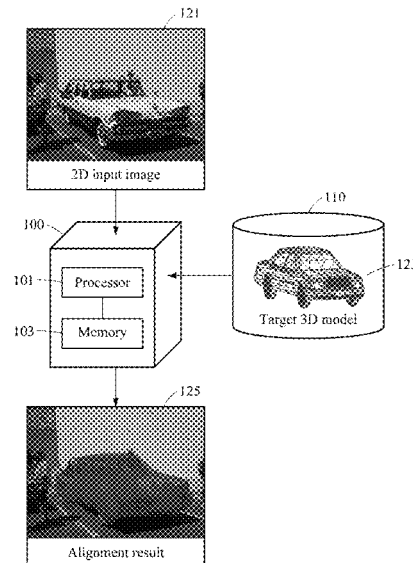 121
2D input image
100
110
101
Processor
12
Target 3D model
103
Memory
125
Alignment result